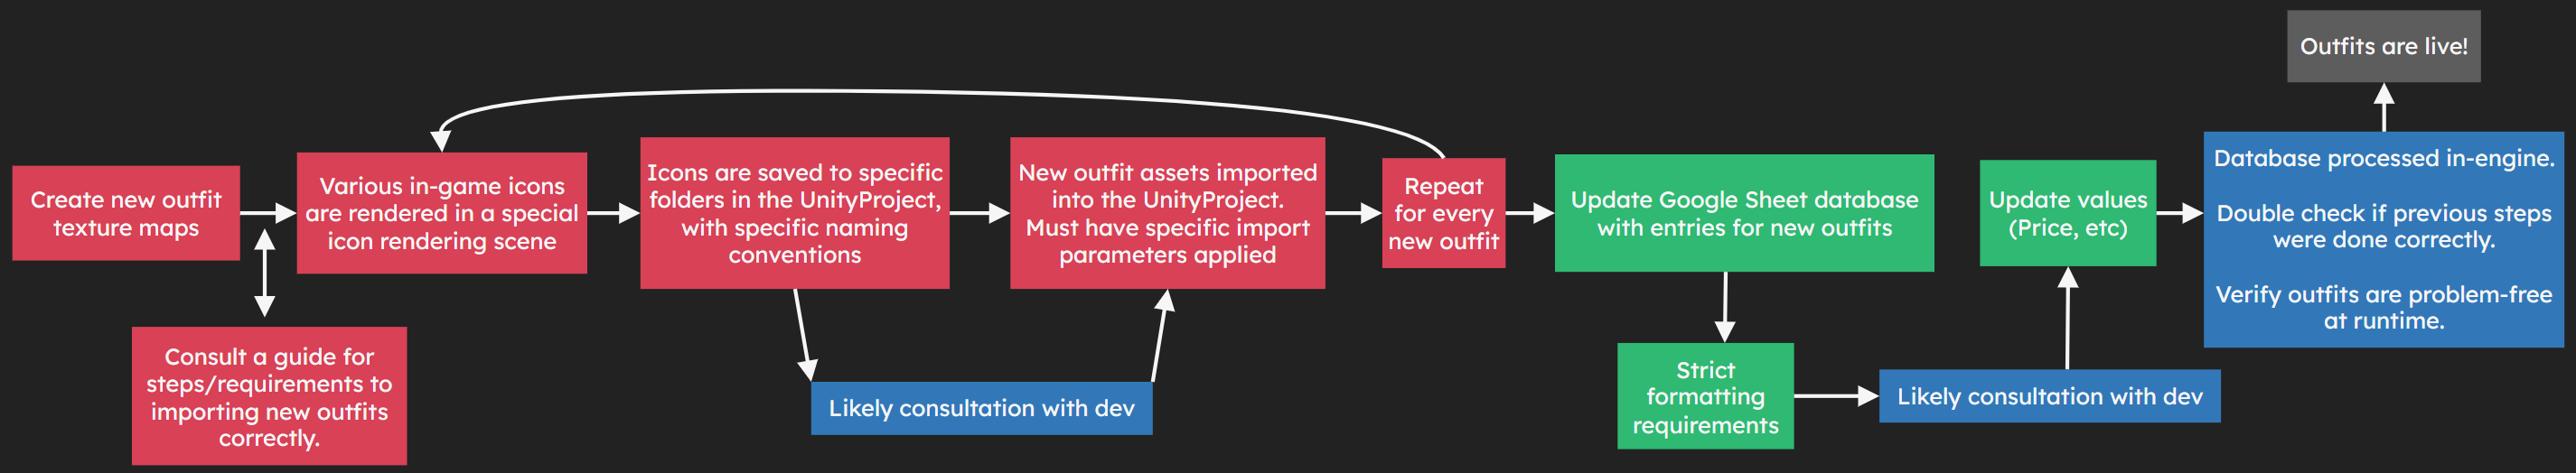 Outfits are live!
Create new outfit
texture maps
Various in-game icons
are rendered in a special
icon rendering scene
Icons are saved to specific
folders in the UnityProject,
with specific naming
conventions
New outfit assets imported
into the UnityProject.
Must have specific import
parameters applied
Repeat
for every
new outfit
Update Google Sheet database
with entries for new outfits
Update values
(Price, etc)
Database processed in-engine.
Double check if previous steps
were done correctly.
Verify outfits are problem-free
at runtime.
Consult a guide for
steps/requirements to
importing new outfits
correctly.
Likely consultation with dev
Strict
formatting
requirements
Likely consultation with dev